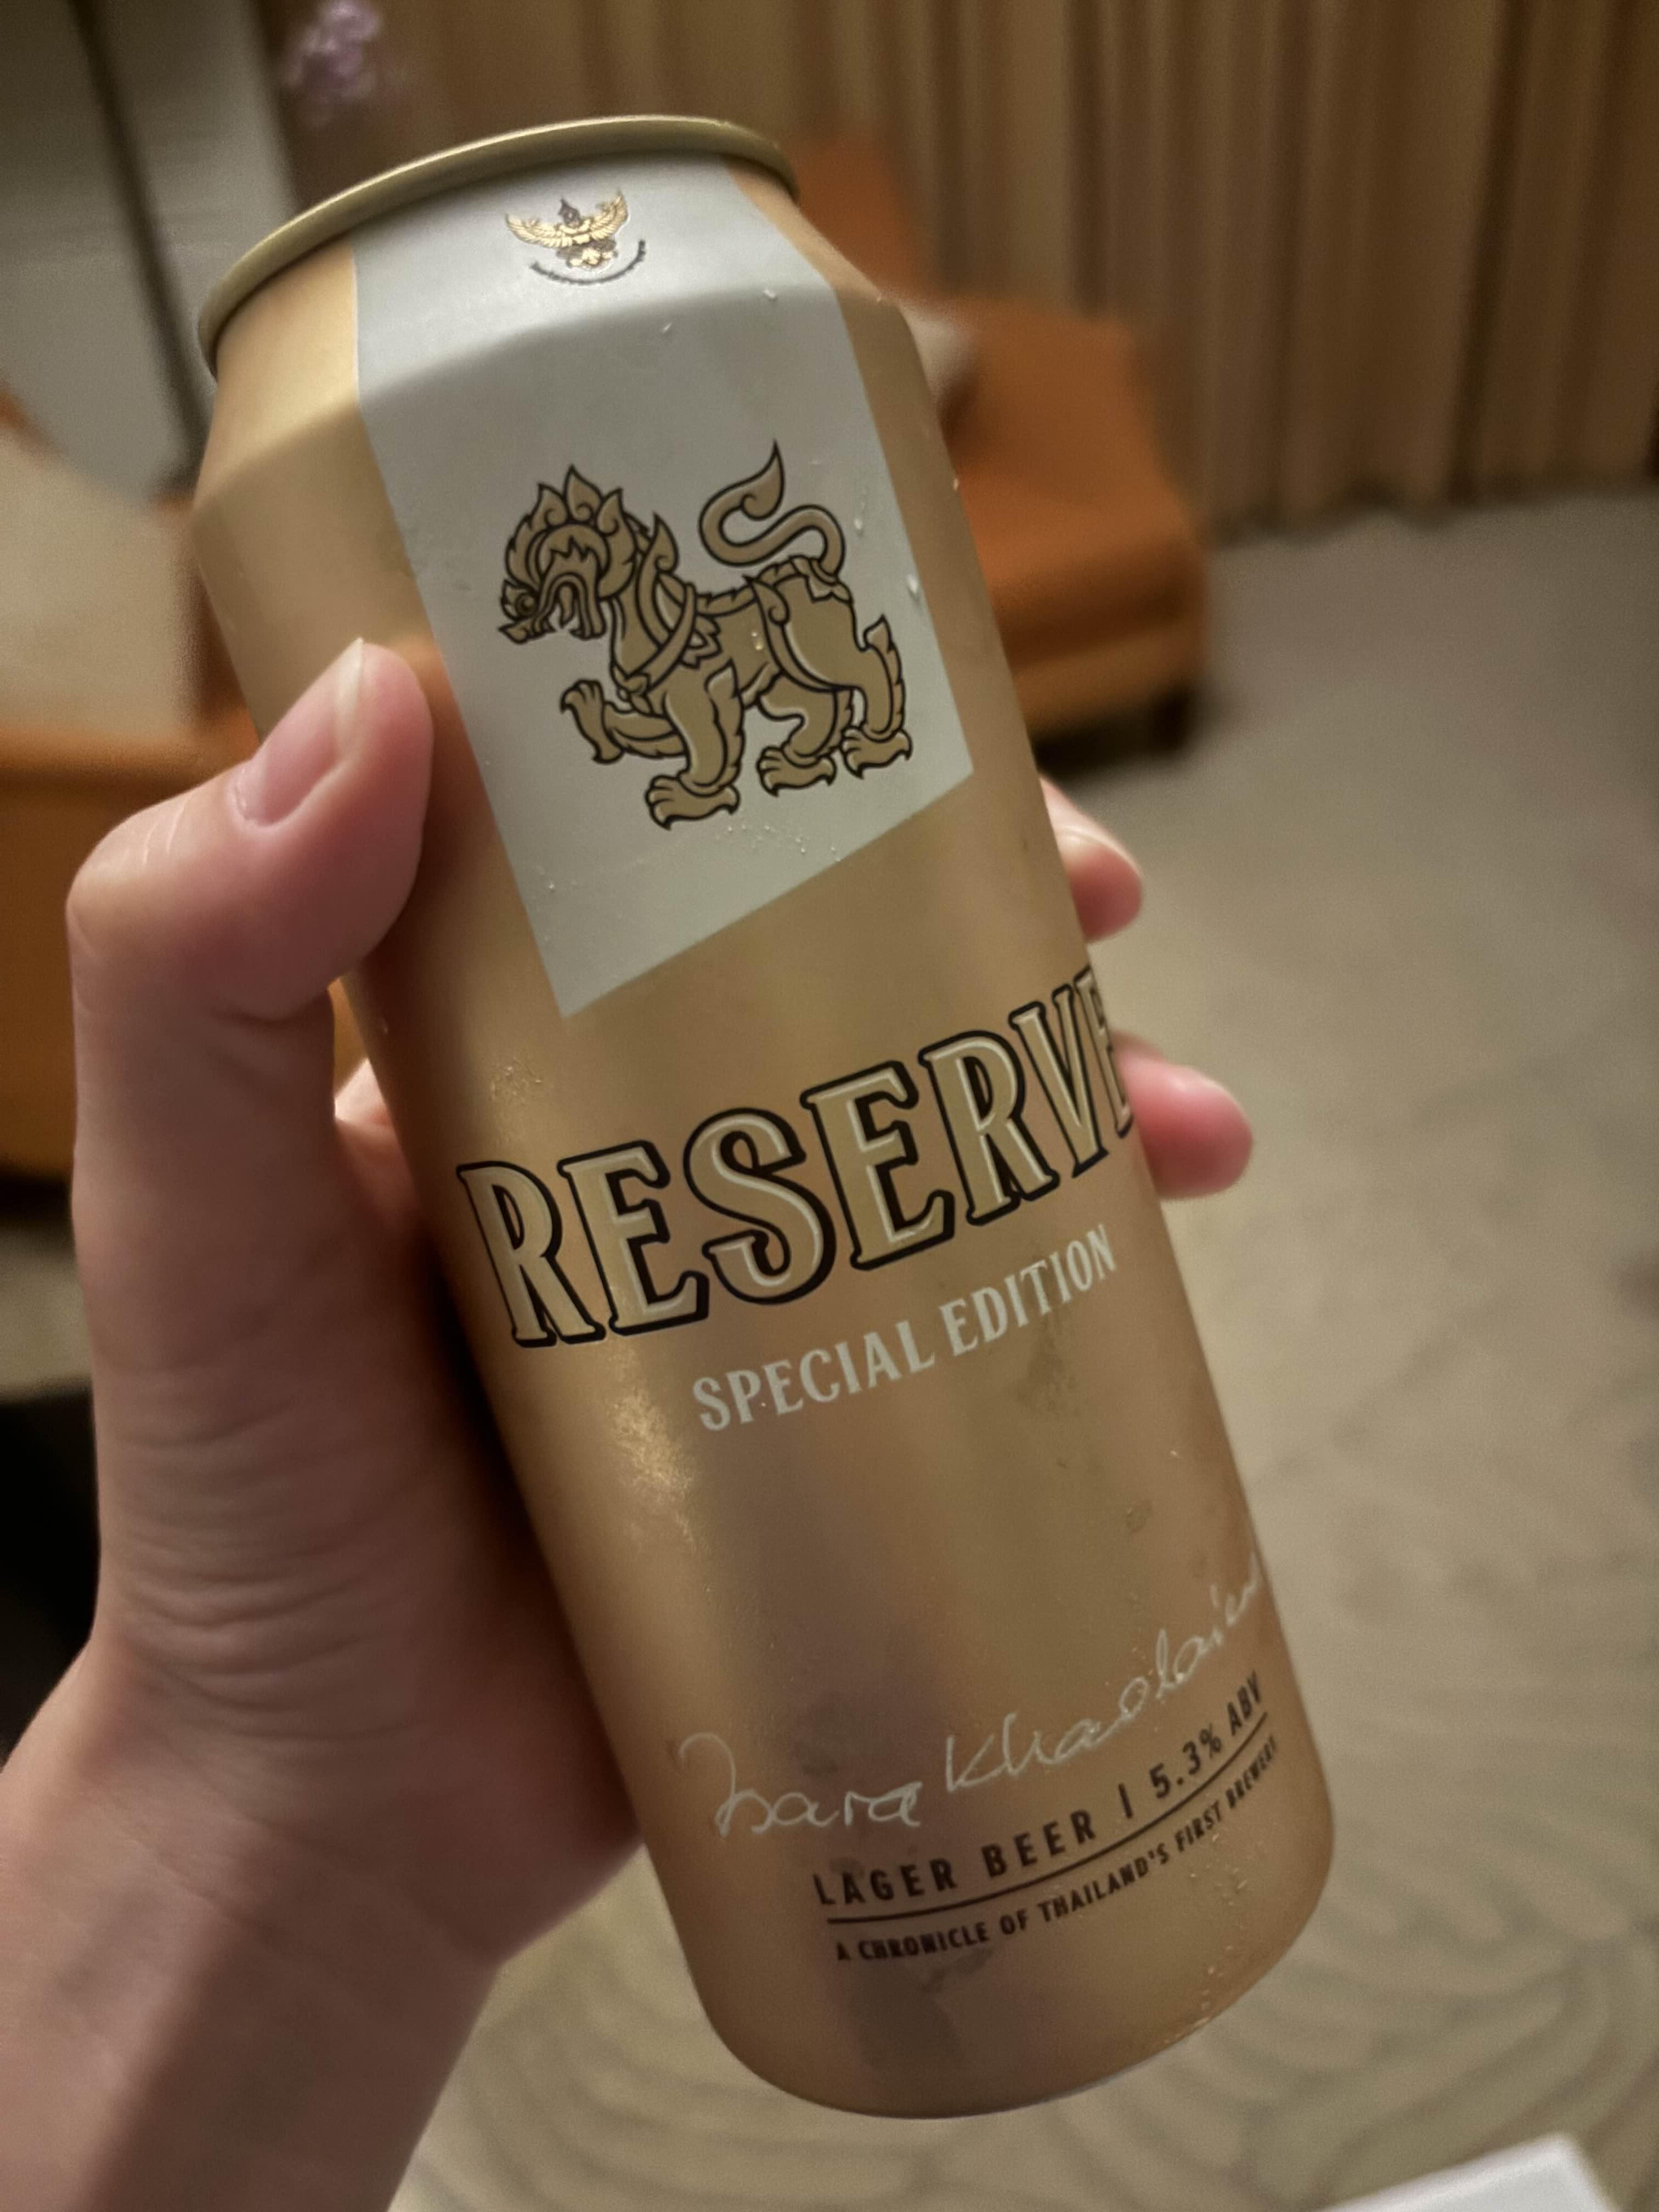 RESERVE
SPECIAL EDITION
LAGER BEER | 5.3% ABV
A CHRONICLE OF THAILAND'S FIRST BREWERY